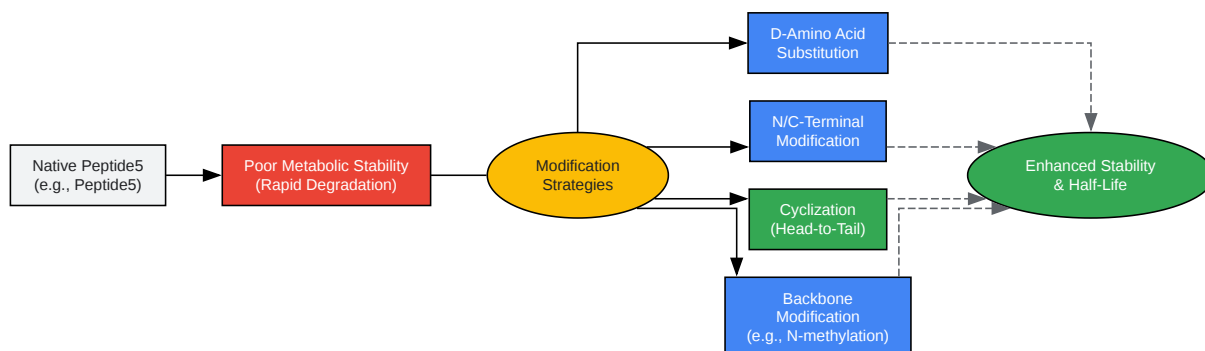 Native Peptide5
(e.g., Peptide5)
Poor Metabolic Stability
(Rapid Degradation)
Modification
Strategies
D-Amino Acid
Substitution
N/C-Terminal
Modification
Cyclization
(Head-to-Tail)
Backbone
Modification
(e.g., N-methylation)
Enhanced Stability
& Half-Life